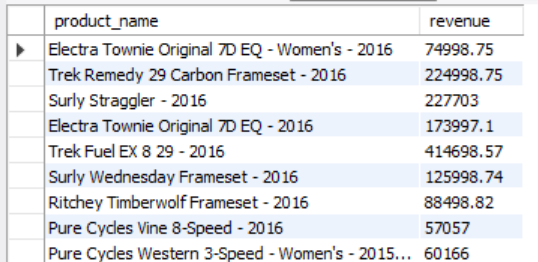 product_name revenue
Electra Townie Original 7D EQ - Women's - 2016 74998.75
Trek Remedy 29 Carbon Frameset - 2016 224998.75
Surly Straggler - 2016 227703
Electra Townie Original 7D EQ - 2016 173997.1
Trek Fuel EX 8 29 - 2016 414698.57
Surly Wednesday Frameset - 2016 125998.74
Ritchey Timberwolf Frameset - 2016 88498.82
Pure Cycles Vine 8-Speed - 2016 57057
Pure Cycles Western 3-Speed - Women's - 2015... 60166